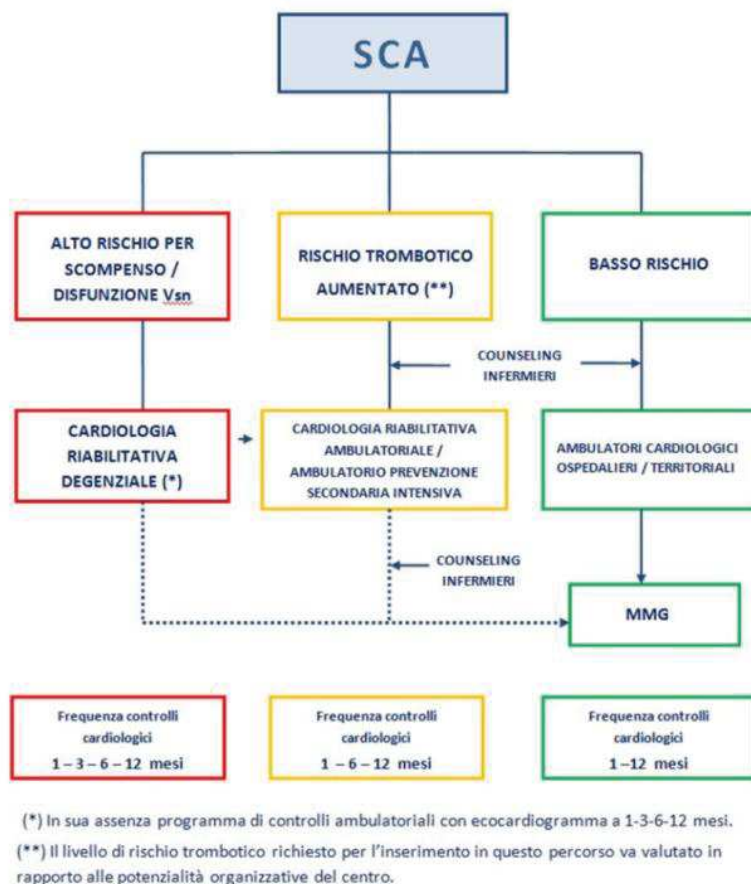 SCA
ALTO RISCHIO PER
SCOMPENSO /
DISFUNZIONE Vsn
RISCHIO TROMBOTICO
AUMENTATO (**)
BASSO RISCHIO
COUNSELING
INFERMIERI
CARDIOLOGIA
RIABILITATIVA
DEGENZIALE (*)
CARDIOLOGIA RIABILITATIVA
AMBULATORIALE /
AMBULATORIO PREVENZIONE
SECONDARIA INTENSIVA
AMBULATORI CARDIOLOGICI
OSPEDALIERI / TERRITORIALI
COUNSELING
INFERMIERI
MMG
Frequenza controlli
cardiologici
1 – 3 – 6 – 12 mesi
Frequenza controlli
cardiologici
1 – 6 – 12 mesi
Frequenza controlli
cardiologici
1 –12 mesi
(*) In sua assenza programma di controlli ambulatoriali con ecocardiogramma a 1-3-6-12 mesi.
(**) Il livello di rischio trombotico richiesto per l'inserimento in questo percorso va valutato in
rapporto alle potenzialità organizzative del centro.